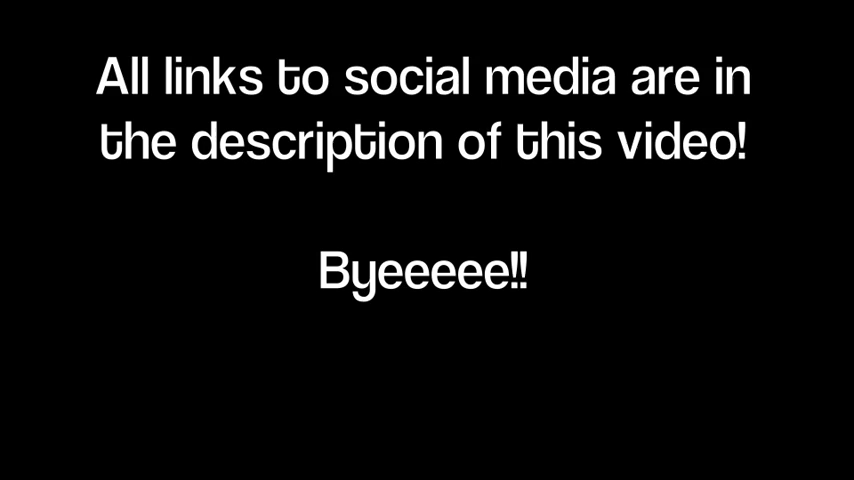 All links to social media are in
the description of this video!
Byeeeee!!